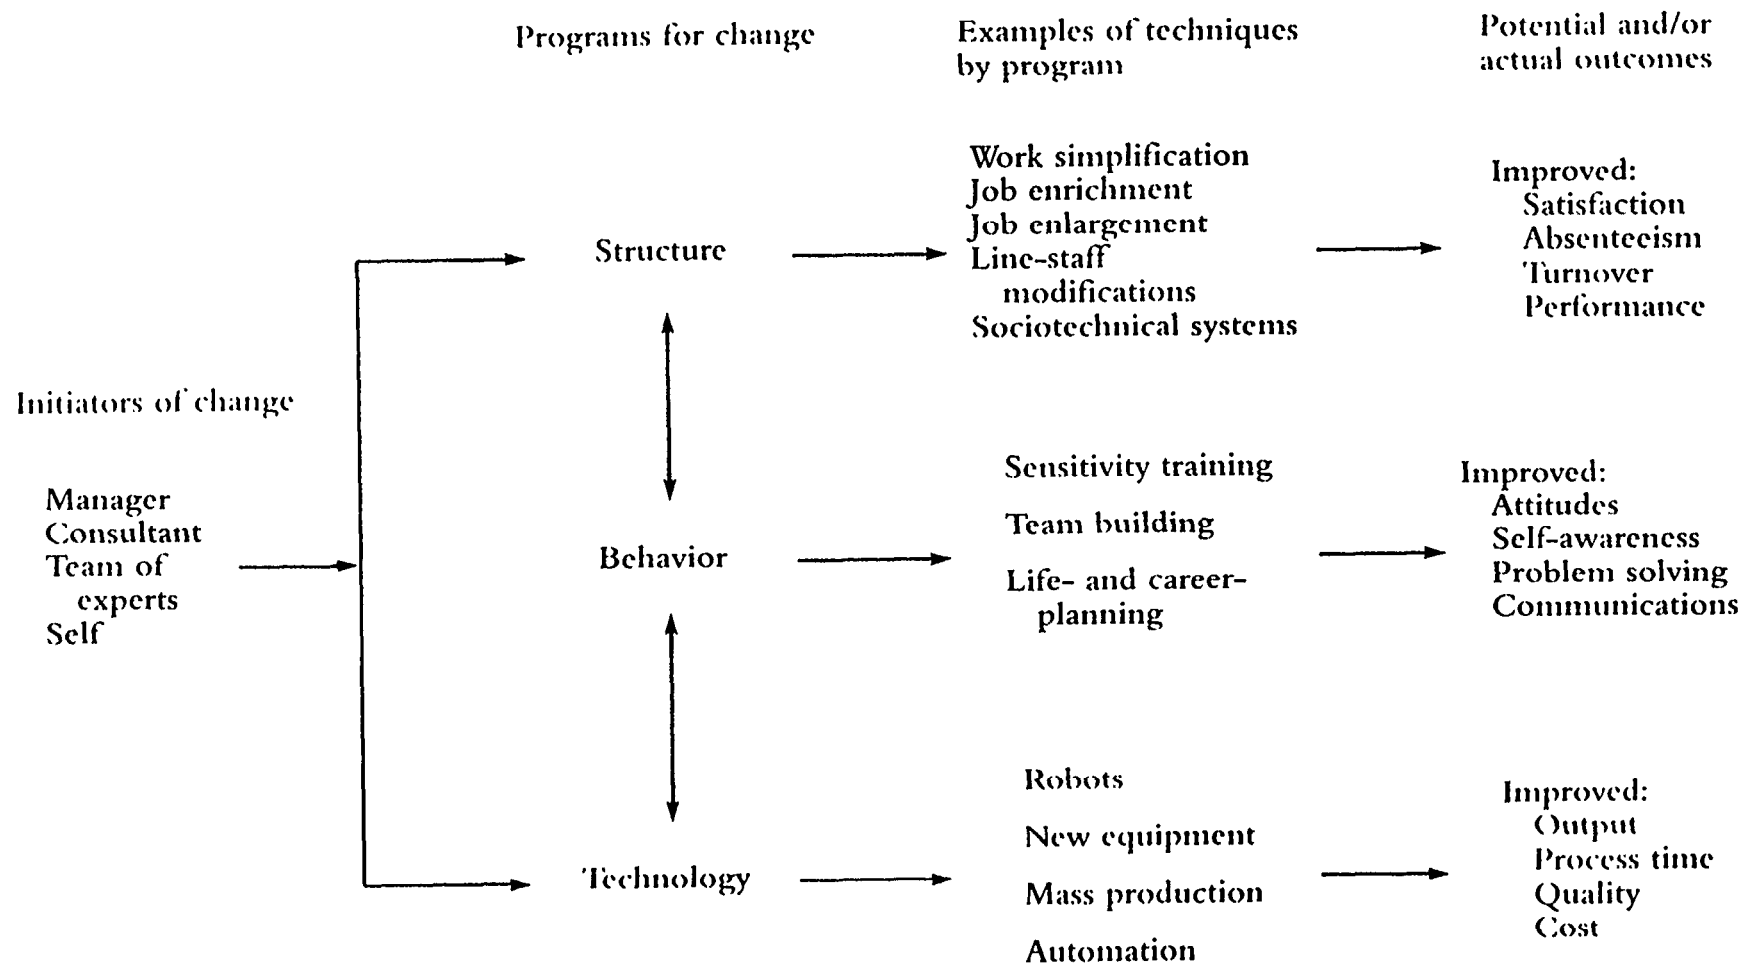 Programs for change
Examples of techniques
by program
Potential and/or
actual outcomes
Initiators of change
Manager
Consultant
Team of
experts
Self
Structure
Work simplification
Job enrichment
Job enlargement
Line-staff
modifications
Sociotechnical systems
Improved:
Satisfaction
Absenteeism
Turnover
Performance
Behavior
Sensitivity training
Team building
Life- and career-
planning
Improved:
Attitudes
Self-awareness
Problem solving
Communications
Technology
Robots
New equipment
Mass production
Automation
Improved:
Output
Process time
Quality
Cost